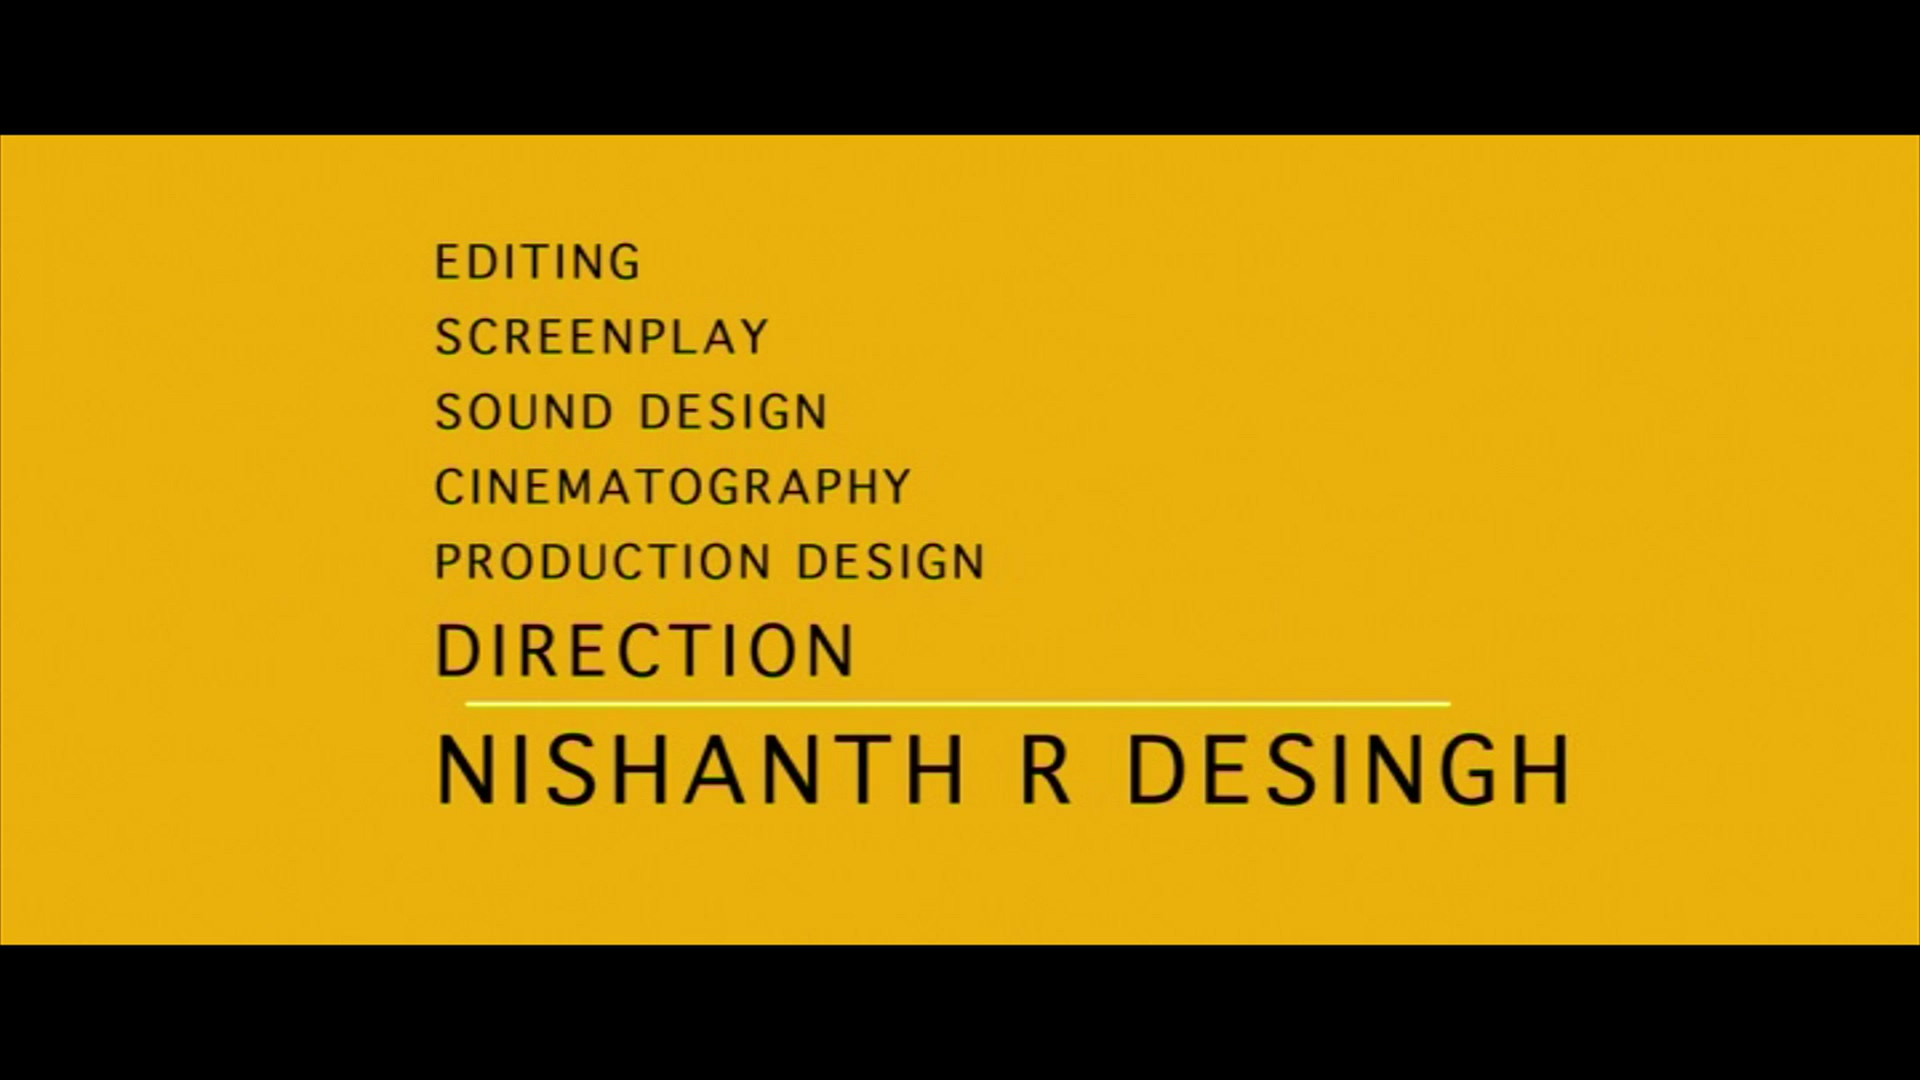 EDITING
SCREENPLAY
SOUND DESIGN
CINEMATOGRAPHY
PRODUCTION DESIGN
DIRECTION
NISHANTH R DESINGH